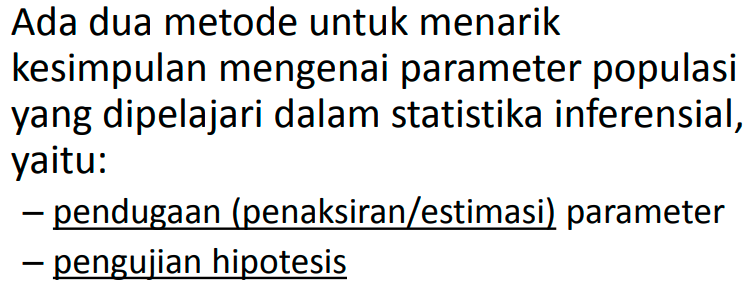 Ada dua metode untuk menarik
kesimpulan mengenai parameter populasi
yang dipelajari dalam statistika inferensial,
yaitu:
– pendugaan (penaksiran/estimasi) parameter
– pengujian hipotesis